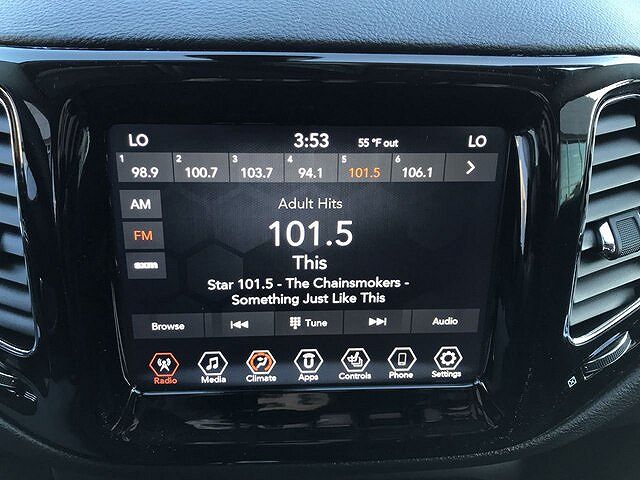 LO 3:53 55 °F out LO
1 98.9 2 100.7 3 103.7 4 94.1 5 101.5 6 106.1
AM
FM
Adult Hits
101.5
This
Star 101.5 - The Chainsmokers -
Something Just Like This
Browse Tune Audio
Radio Media Climate Apps Controls Phone Settings